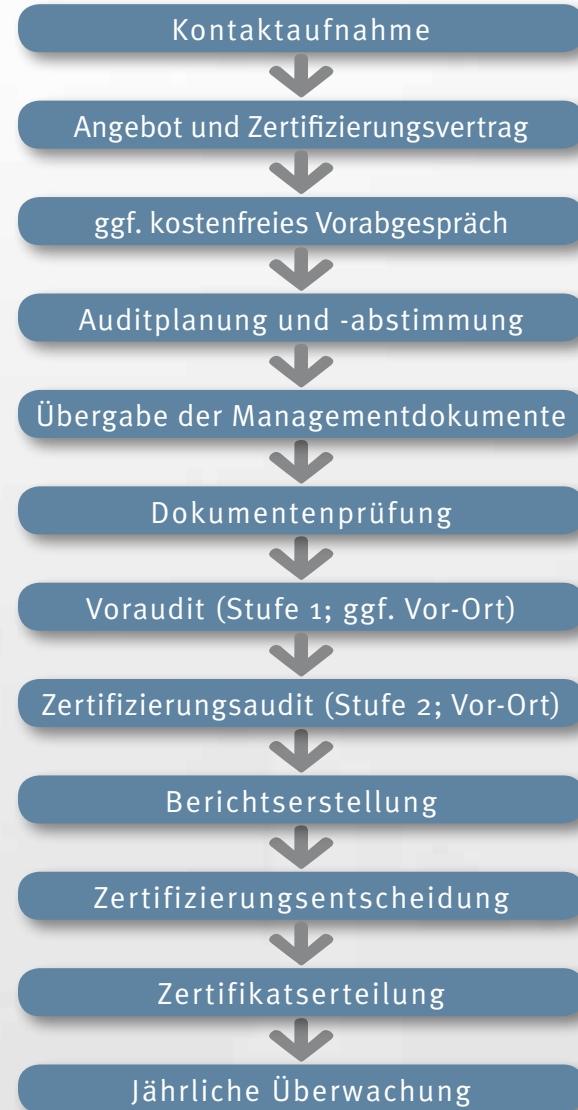 Kontaktaufnahme
Angebot und Zertifizierungsvertrag
ggf. kostenfreies Vorabgespräch
Auditplanung und -abstimmung
Übergabe der Managementdokumente
Dokumentenprüfung
Voraudit (Stufe 1; ggf. Vor-Ort)
Zertifizierungsaudit (Stufe 2; Vor-Ort)
Berichtserstellung
Zertifizierungsentscheidung
Zertifikatserteilung
Jährliche Überwachung